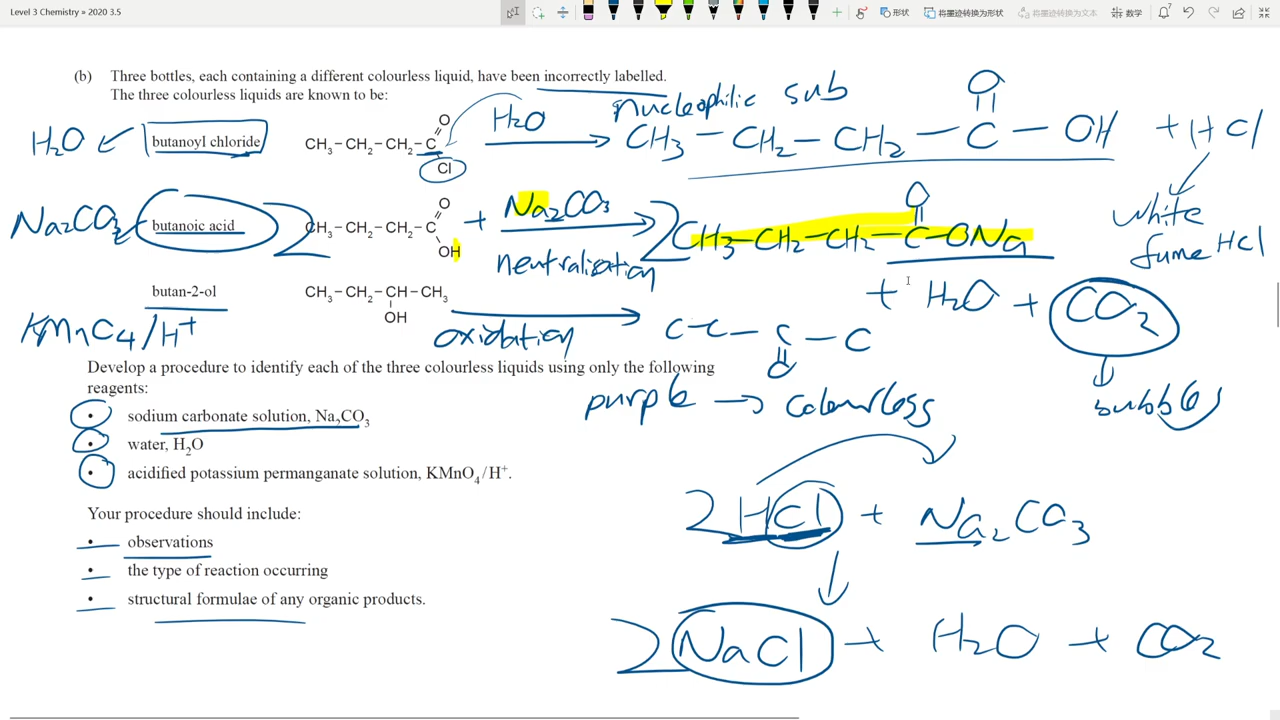 Level 3 Chemistry » 2020 3.5
形状
将墨迹转换为形状
将墨迹转换为文本
数学
(b) Three bottles, each containing a different colourless liquid, have been incorrectly labelled.
The three colourless liquids are known to be:
nucleophilic sub
H₂O ← butanoyl chloride CH₃–CH₂–CH₂–C(=O)–Cl H₂O → CH₃–CH₂–CH₂–C(=O)–OH + HCl
white
fume HCl
Na₂CO₃ ← butanoic acid 2 CH₃–CH₂–CH₂–C(=O)–OH + Na₂CO₃ → 2 CH₃–CH₂–CH₂–C(=O)–ONa
neutralisation
+ H₂O + CO₂
bubbles
butan-2-ol CH₃–CH₂–CH–CH₃
OH
KMnO₄/H⁺ oxidation → C–C–C(=O)–C
purple → colourless
Develop a procedure to identify each of the three colourless liquids using only the following
reagents:
• sodium carbonate solution, Na₂CO₃
• water, H₂O
• acidified potassium permanganate solution, KMnO₄/H⁺.
Your procedure should include:
• observations
• the type of reaction occurring
• structural formulae of any organic products.
2HCl + Na₂CO₃
↓
2NaCl + H₂O + CO₂